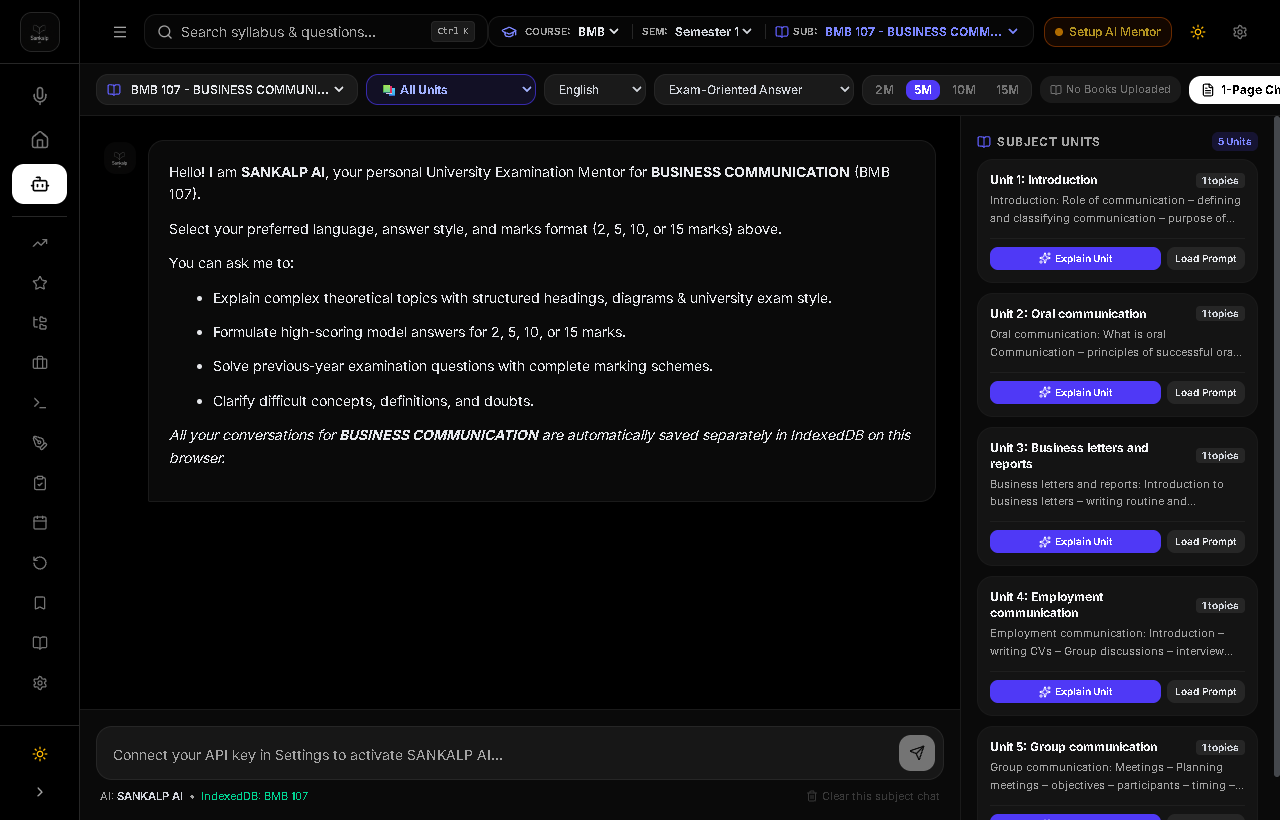 Sankalp
Search syllabus & questions...
Ctrl K
COURSE: BMB
SEM: Semester 1
SUB: BMB 107 - BUSINESS COMM...
Setup AI Mentor
BMB 107 - BUSINESS COMMUNI...
All Units
English
Exam-Oriented Answer
2M
5M
10M
15M
No Books Uploaded
1-Page Ch
Hello! I am SANKALP AI, your personal University Examination Mentor for BUSINESS COMMUNICATION (BMB
107).
Select your preferred language, answer style, and marks format (2, 5, 10, or 15 marks) above.
You can ask me to:
• Explain complex theoretical topics with structured headings, diagrams & university exam style.
• Formulate high-scoring model answers for 2, 5, 10, or 15 marks.
• Solve previous-year examination questions with complete marking schemes.
• Clarify difficult concepts, definitions, and doubts.
All your conversations for BUSINESS COMMUNICATION are automatically saved separately in IndexedDB on this
browser.
Connect your API key in Settings to activate SANKALP AI...
AI: SANKALP AI • IndexedDB: BMB 107
Clear this subject chat
SUBJECT UNITS
5 Units
Unit 1: Introduction
1 topics
Introduction: Role of communication – defining
and classifying communication – purpose of...
Explain Unit
Load Prompt
Unit 2: Oral communication
1 topics
Oral communication: What is oral
Communication – principles of successful ora...
Explain Unit
Load Prompt
Unit 3: Business letters and
reports
1 topics
Business letters and reports: Introduction to
business letters – writing routine and...
Explain Unit
Load Prompt
Unit 4: Employment
communication
1 topics
Employment communication: Introduction –
writing CVs – Group discussions – interview...
Explain Unit
Load Prompt
Unit 5: Group communication
1 topics
Group communication: Meetings – Planning
meetings – objectives – participants – timing –...